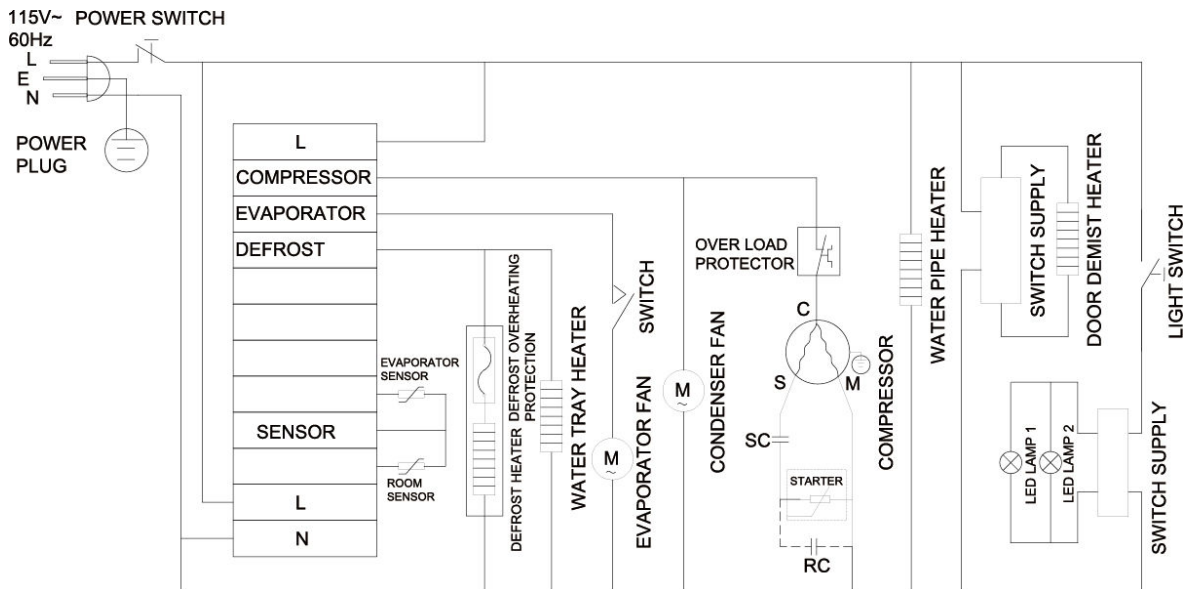 115V~ POWER SWITCH
60Hz
L
E
N
POWER
PLUG
L
COMPRESSOR
EVAPORATOR
DEFROST
EVAPORATOR
SENSOR
SENSOR
ROOM
SENSOR
L
N
DEFROST HEATER
DEFROST OVERHEATING
PROTECTION
WATER TRAY HEATER
SWITCH
M
~
EVAPORATOR FAN
M
~
CONDENSER FAN
OVER LOAD
PROTECTOR
C
S
M
COMPRESSOR
SC
STARTER
RC
WATER PIPE HEATER
SWITCH SUPPLY
DOOR DEMIST HEATER
LIGHT SWITCH
LED LAMP 1
LED LAMP 2
SWITCH SUPPLY